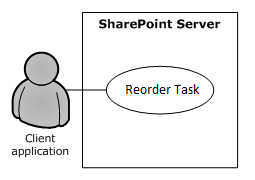 SharePoint Server
Reorder Task
Client
application